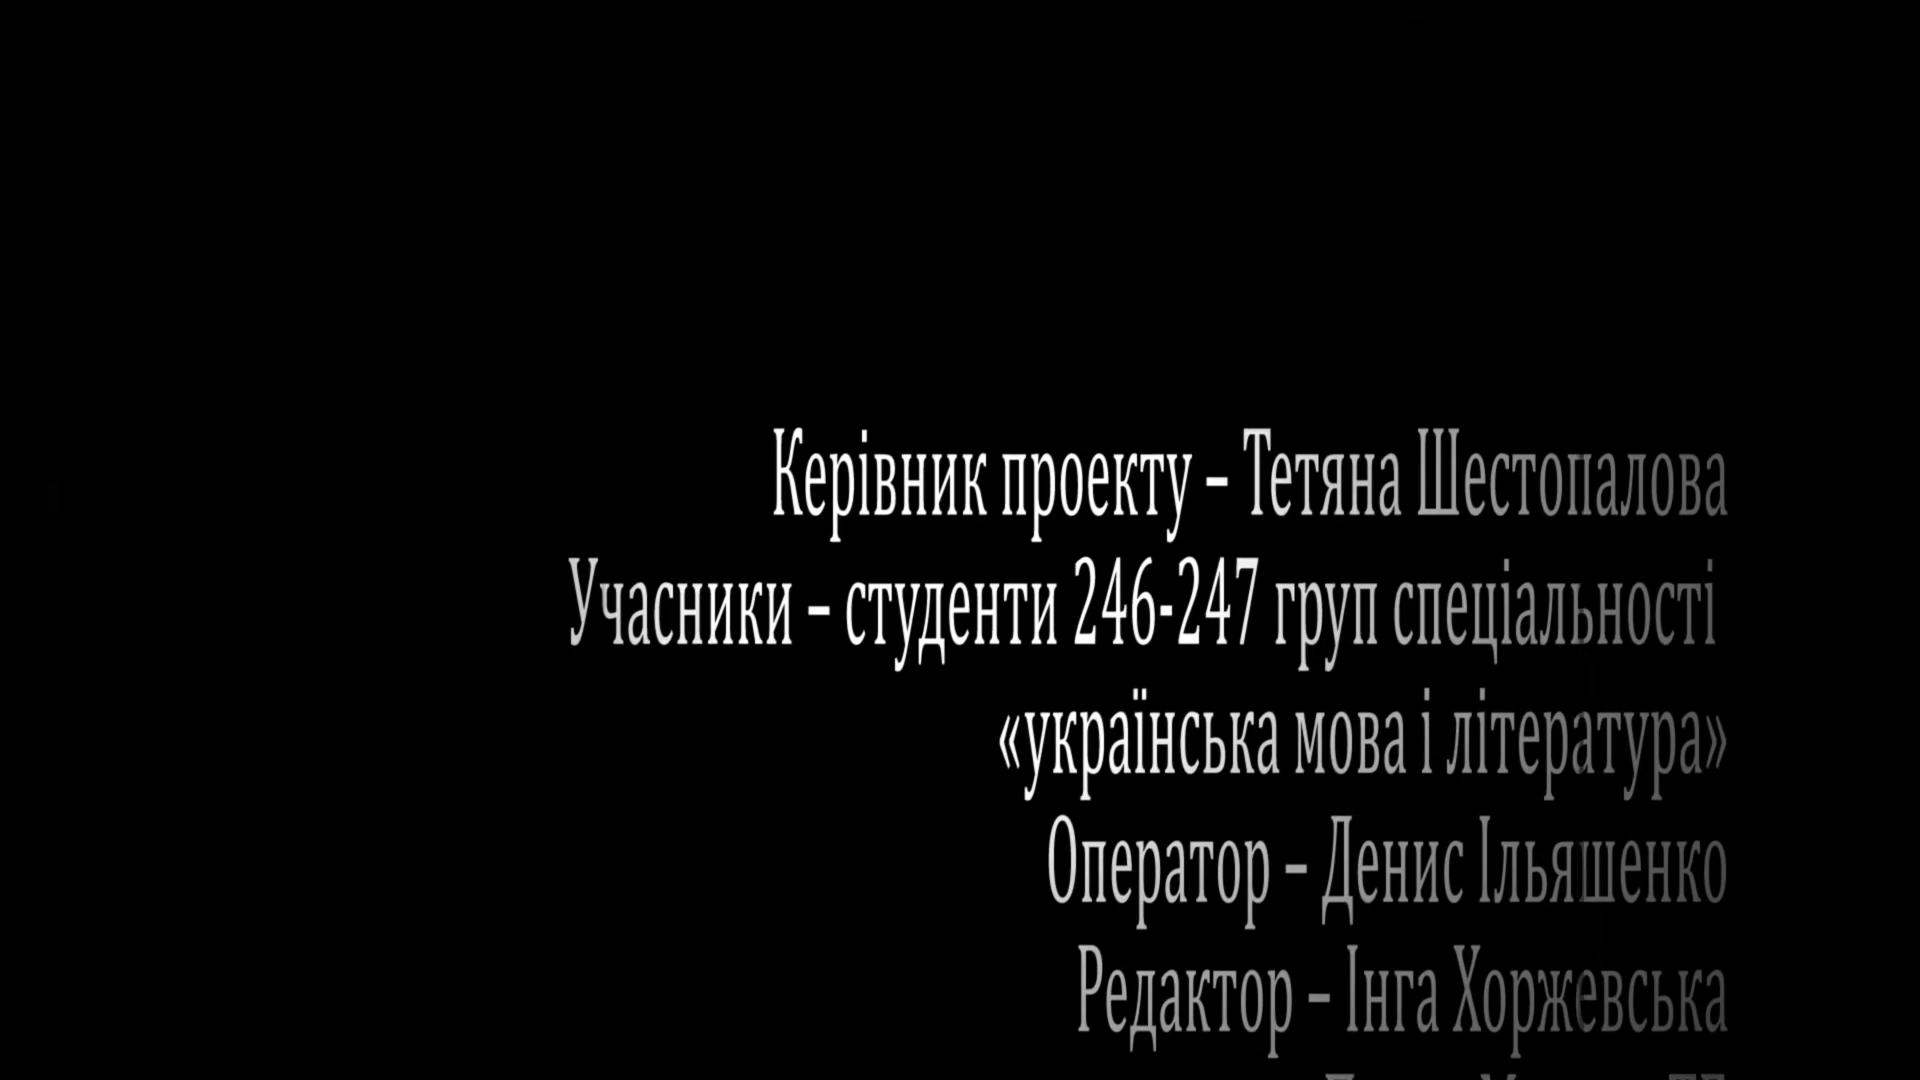 Керівник проекту – Тетяна Шестопалова
Учасники – студенти 246-247 груп спеціальності
«українська мова і література»
Оператор – Денис Ільяшенко
Редактор – Інга Хоржевська